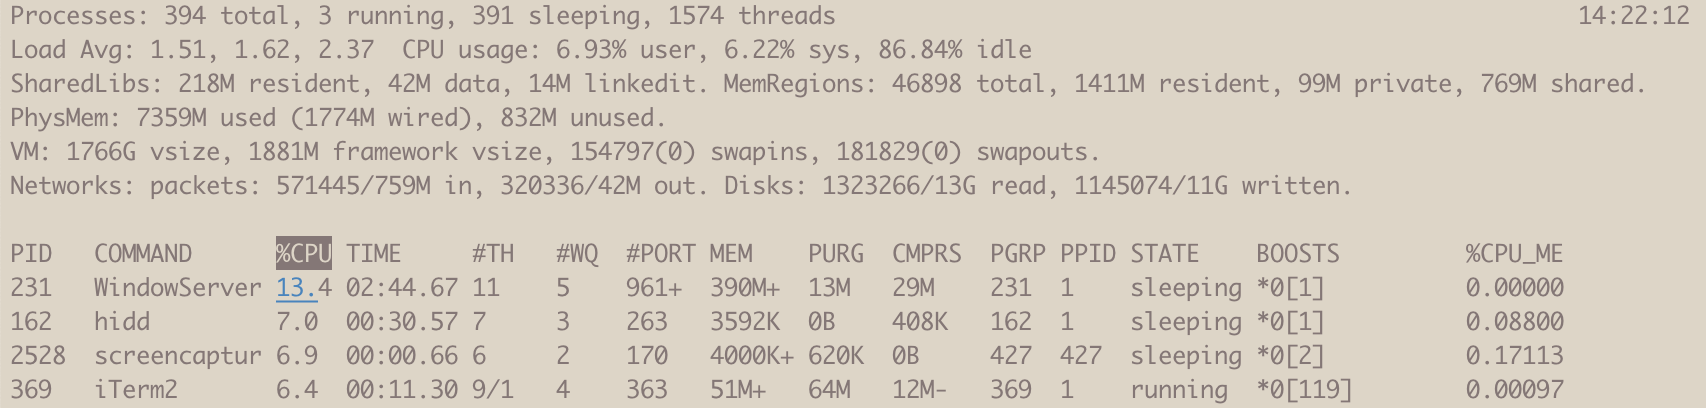 Processes: 394 total, 3 running, 391 sleeping, 1574 threads 14:22:12
Load Avg: 1.51, 1.62, 2.37 CPU usage: 6.93% user, 6.22% sys, 86.84% idle
SharedLibs: 218M resident, 42M data, 14M linkedit. MemRegions: 46898 total, 1411M resident, 99M private, 769M shared.
PhysMem: 7359M used (1774M wired), 832M unused.
VM: 1766G vsize, 1881M framework vsize, 154797(0) swapins, 181829(0) swapouts.
Networks: packets: 571445/759M in, 320336/42M out. Disks: 1323266/13G read, 1145074/11G written.
PID COMMAND %CPU TIME #TH #WQ #PORT MEM PURG CMPRS PGRP PPID STATE BOOSTS %CPU_ME
231 WindowServer 13.4 02:44.67 11 5 961+ 390M+ 13M 29M 231 1 sleeping *0[1] 0.00000
162 hidd 7.0 00:30.57 7 3 263 3592K 0B 408K 162 1 sleeping *0[1] 0.08800
2528 screencaptur 6.9 00:00.66 6 2 170 4000K+ 620K 0B 427 427 sleeping *0[2] 0.17113
369 iTerm2 6.4 00:11.30 9/1 4 363 51M+ 64M 12M- 369 1 running *0[119] 0.00097